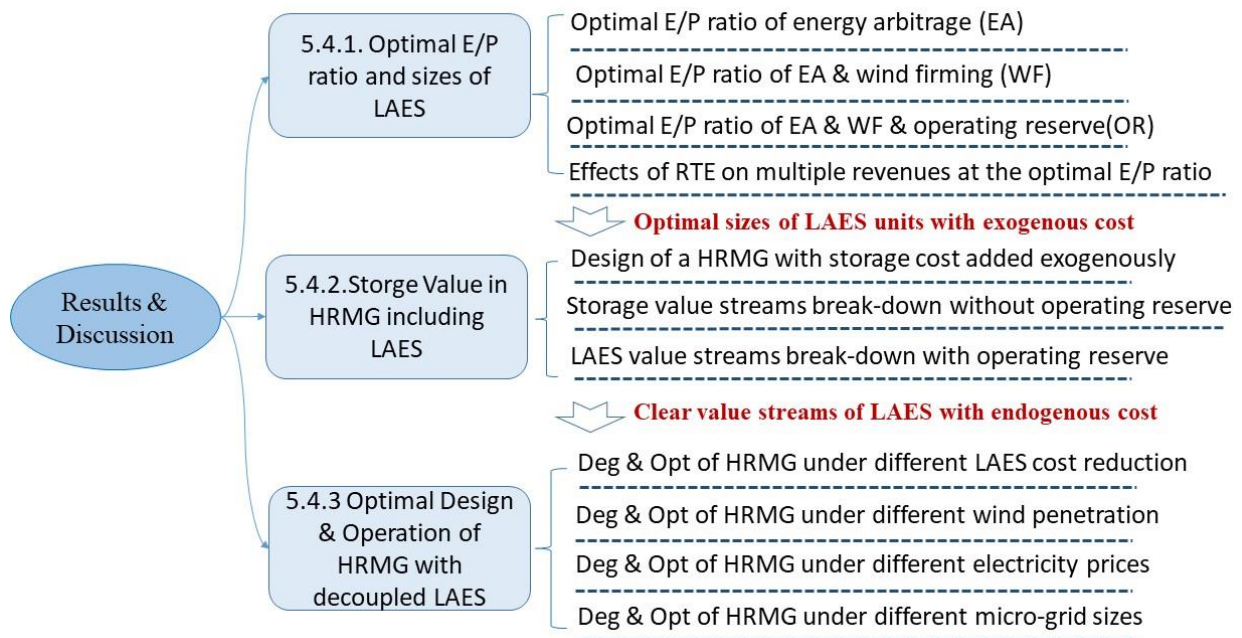 Results &
Discussion
5.4.1. Optimal E/P
ratio and sizes of
LAES
Optimal E/P ratio of energy arbitrage (EA)
Optimal E/P ratio of EA & wind firming (WF)
Optimal E/P ratio of EA & WF & operating reserve(OR)
Effects of RTE on multiple revenues at the optimal E/P ratio
Optimal sizes of LAES units with exogenous cost
5.4.2.Storge Value in
HRMG including
LAES
Design of a HRMG with storage cost added exogenously
Storage value streams break-down without operating reserve
LAES value streams break-down with operating reserve
Clear value streams of LAES with endogenous cost
5.4.3 Optimal Design
& Operation of
HRMG with
decoupled LAES
Deg & Opt of HRMG under different LAES cost reduction
Deg & Opt of HRMG under different wind penetration
Deg & Opt of HRMG under different electricity prices
Deg & Opt of HRMG under different micro-grid sizes